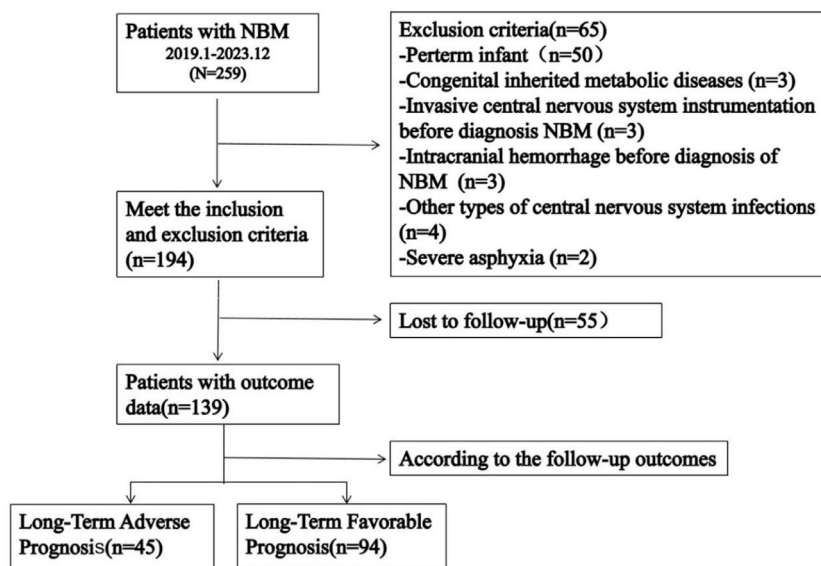 Patients with NBM
2019.1-2023.12
(N=259)
Exclusion criteria(n=65)
-Perterm infant（n=50）
-Congenital inherited metabolic diseases (n=3)
-Invasive central nervous system instrumentation
before diagnosis NBM (n=3)
-Intracranial hemorrhage before diagnosis of
NBM (n=3)
-Other types of central nervous system infections
(n=4)
-Severe asphyxia (n=2)
Meet the inclusion
and exclusion criteria
(n=194)
Lost to follow-up(n=55）
Patients with outcome
data(n=139)
According to the follow-up outcomes
Long-Term Adverse
Prognosis(n=45)
Long-Term Favorable
Prognosis(n=94)